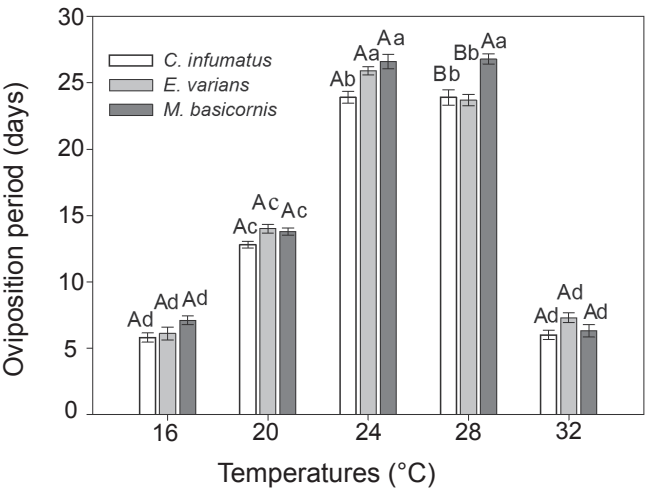 30
25
20
15
10
5
0
Oviposition period (days)
C. infumatus
E. varians
M. basicornis
Ad Ad Ad
Ac Ac Ac
Ab Aa Aa
Bb Bb Aa
Ad Ad Ad
16 20 24 28 32
Temperatures (°C)